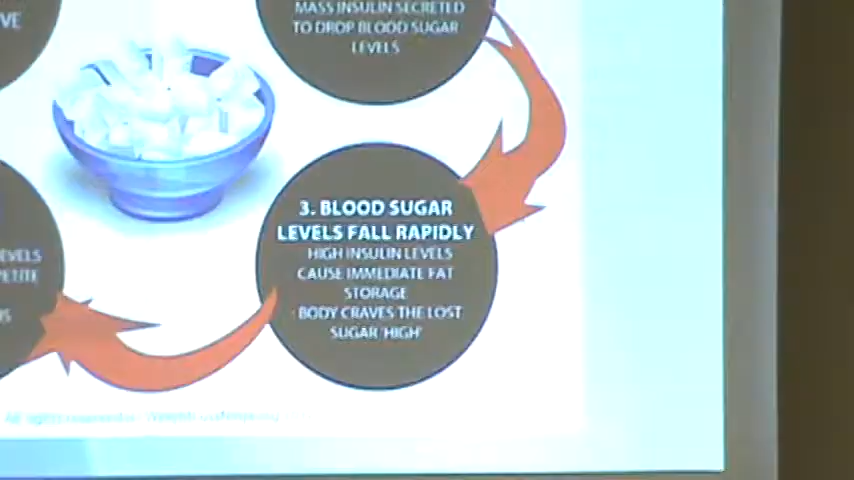 VE
MASS INSULIN SECRETED
TO DROP BLOOD SUGAR
LEVELS
3. BLOOD SUGAR
LEVELS FALL RAPIDLY
HIGH INSULIN LEVELS
CAUSE IMMEDIATE FAT
STORAGE
BODY CRAVES THE LOST
SUGAR 'HIGH'
EVELS
PETITE
All rights reserved